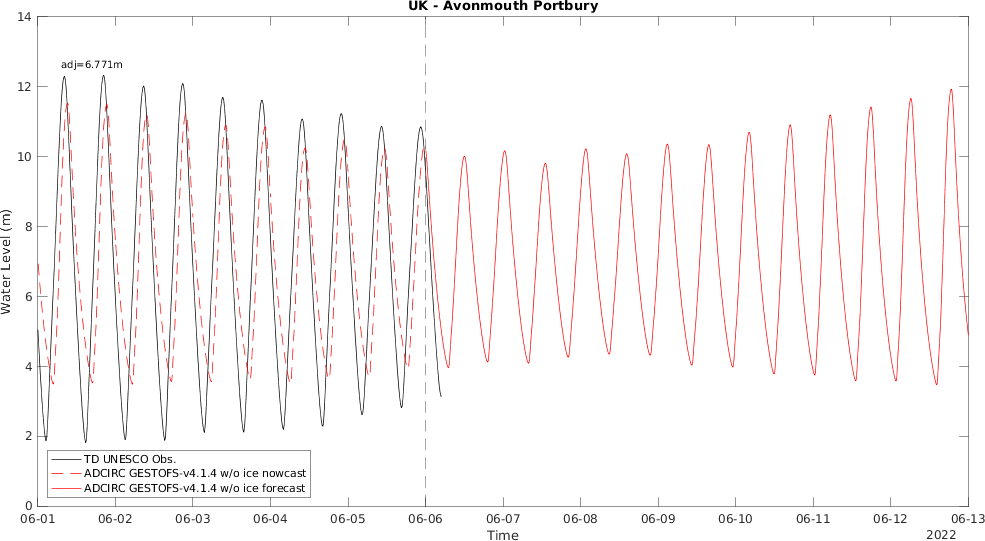 UK - Avonmouth Portbury
14
12
10
8
6
4
2
0
Water Level (m)
adj=6.771m
TD UNESCO Obs.
ADCIRC GESTOFS-v4.1.4 w/o ice nowcast
ADCIRC GESTOFS-v4.1.4 w/o ice forecast
06-01 06-02 06-03 06-04 06-05 06-06 06-07 06-08 06-09 06-10 06-11 06-12 06-13
Time
2022